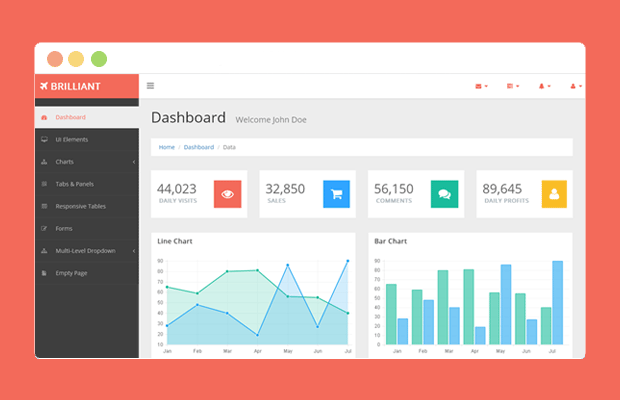 BRILLIANT
Dashboard
UI Elements
Charts
Tabs & Panels
Responsive Tables
Forms
Multi-Level Dropdown
Empty Page
Dashboard Welcome John Doe
Home / Dashboard / Data
44,023
DAILY VISITS
32,850
SALES
56,150
COMMENTS
89,645
DAILY PROFITS
Line Chart
90
80
70
60
50
40
30
20
10
Jan Feb Mar Apr May Jun Jul
Bar Chart
90
80
70
60
50
40
30
20
10
0
Jan Feb Mar Apr May Jun Jul